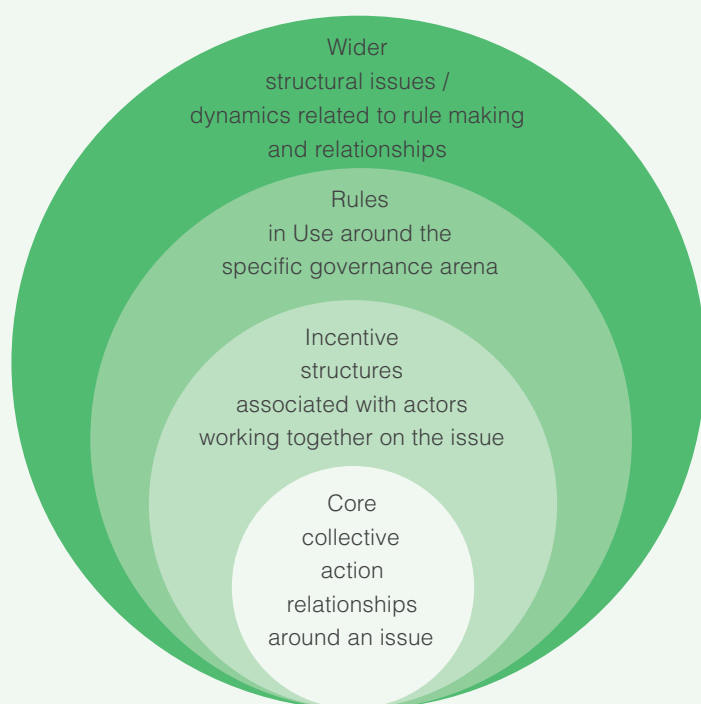 Wider
structural issues /
dynamics related to rule making
and relationships
Rules
in Use around the
specific governance arena
Incentive
structures
associated with actors
working together on the issue
Core
collective
action
relationships
around an issue